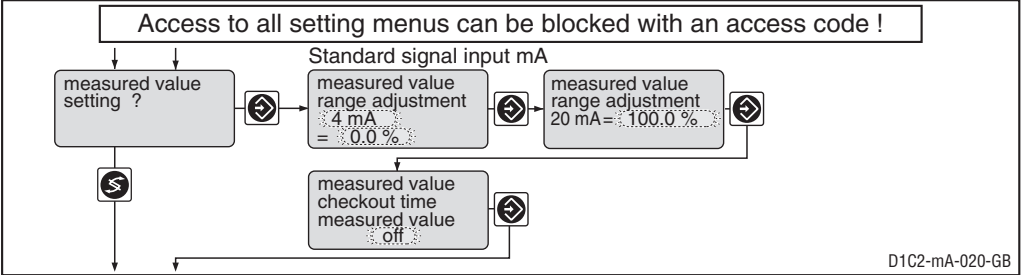 Access to all setting menus can be blocked with an access code !
Standard signal input mA
measured value
setting ?
measured value
range adjustment
4 mA
= 0.0 %
measured value
range adjustment
20 mA= 100.0 %
measured value
checkout time
measured value
off
D1C2-mA-020-GB